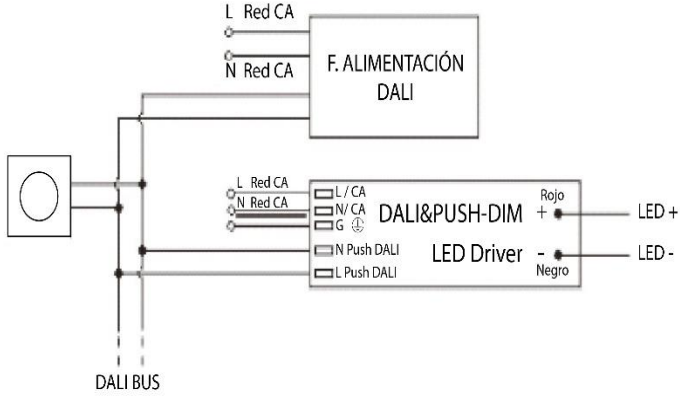 L Red CA
N Red CA
F. ALIMENTACIÓN
DALI
L Red CA
N Red CA
L / CA
N/ CA
G
N Push DALI
L Push DALI
DALI&PUSH-DIM
LED Driver
Rojo
+
-
Negro
LED +
LED -
DALI BUS